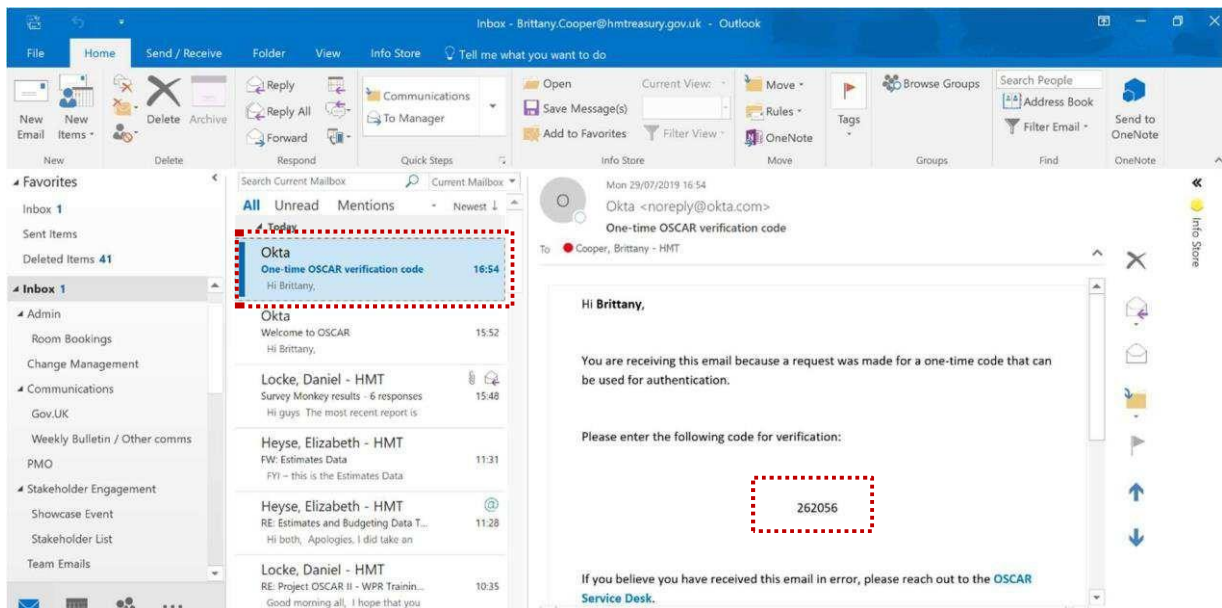 Inbox - Brittany.Cooper@hmtreasury.gov.uk - Outlook
File Home Send / Receive Folder View Info Store Tell me what you want to do
New Email
New Items
Delete Archive
Reply
Reply All
Forward
Communications
To Manager
Open
Save Message(s)
Add to Favorites
Current View:
Filter View
Move
Rules
OneNote
Tags
Browse Groups
Search People
Address Book
Filter Email
Send to OneNote
New Delete Respond Quick Steps Info Store Move Groups Find OneNote
Favorites
Inbox 1
Sent Items
Deleted Items 41
Inbox 1
Admin
Room Bookings
Change Management
Communications
Gov.UK
Weekly Bulletin / Other comms
PMO
Stakeholder Engagement
Showcase Event
Stakeholder List
Team Emails
Search Current Mailbox Current Mailbox
All Unread Mentions Newest ↓
Today
Okta
One-time OSCAR verification code 16:54
Hi Brittany,
Okta
Welcome to OSCAR 15:52
Hi Brittany,
Locke, Daniel - HMT
Survey Monkey results - 6 responses 15:48
Hi guys The most recent report is
Heyse, Elizabeth - HMT
FW: Estimates Data 11:31
FYI – this is the Estimates Data
Heyse, Elizabeth - HMT @
RE: Estimates and Budgeting Data T... 11:28
Hi both, Apologies, I did take an
Locke, Daniel - HMT
RE: Project OSCAR II - WPR Trainin... 10:35
Good morning all, I hope that you
Mon 29/07/2019 16:54
O
Okta <noreply@okta.com>
One-time OSCAR verification code
To Cooper, Brittany - HMT
Hi Brittany,
You are receiving this email because a request was made for a one-time code that can
be used for authentication.
Please enter the following code for verification:
262056
If you believe you have received this email in error, please reach out to the OSCAR
Service Desk.
Info Store